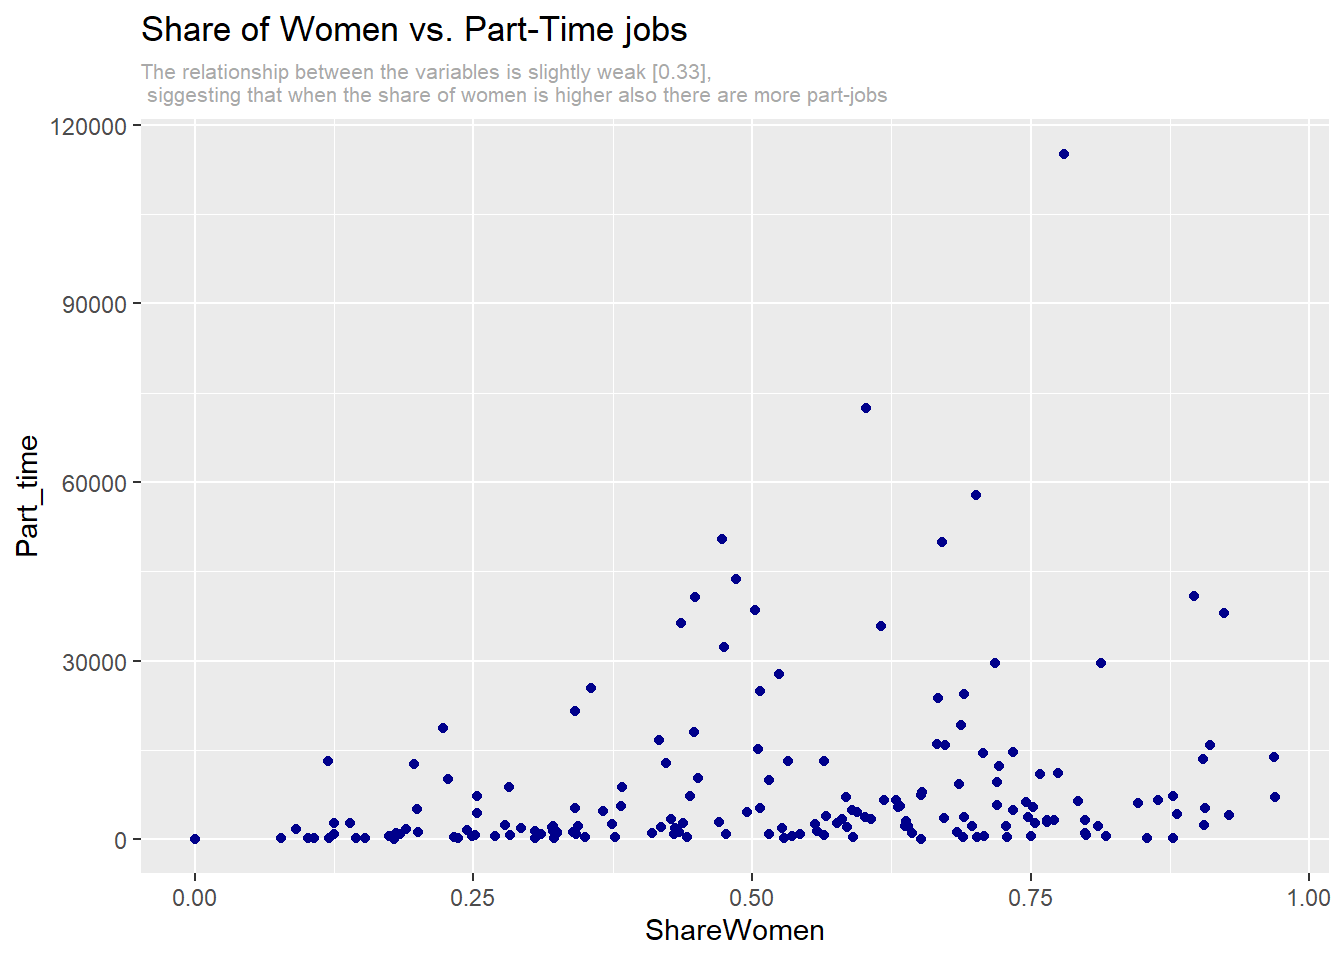 Share of Women vs. Part-Time jobs
The relationship between the variables is slightly weak [0.33],
siggesting that when the share of women is higher also there are more part-jobs
120000
90000
60000
30000
0
Part_time
0.00 0.25 0.50 0.75 1.00
ShareWomen